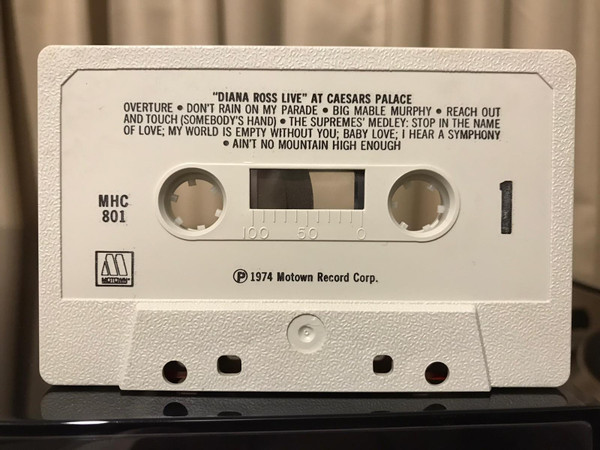 "DIANA ROSS LIVE" AT CAESARS PALACE
OVERTURE • DON'T RAIN ON MY PARADE • BIG MABLE MURPHY • REACH OUT
AND TOUCH (SOMEBODY'S HAND) • THE SUPREMES' MEDLEY: STOP IN THE NAME
OF LOVE; MY WORLD IS EMPTY WITHOUT YOU; BABY LOVE; I HEAR A SYMPHONY
• AIN'T NO MOUNTAIN HIGH ENOUGH
MHC
801
1
100 50 0
M
MOTOWN
Ⓟ 1974 Motown Record Corp.